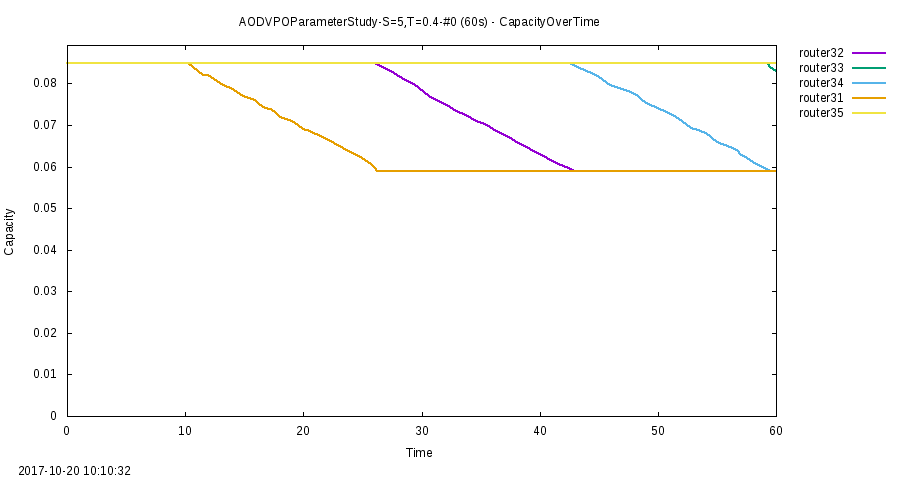 AODVPOParameterStudy-S=5,T=0.4-#0 (60s) - CapacityOverTime
router32
router33
router34
router31
router35
0.08
0.07
0.06
0.05
0.04
0.03
0.02
0.01
0
Capacity
0 10 20 30 40 50 60
Time
2017-10-20 10:10:32